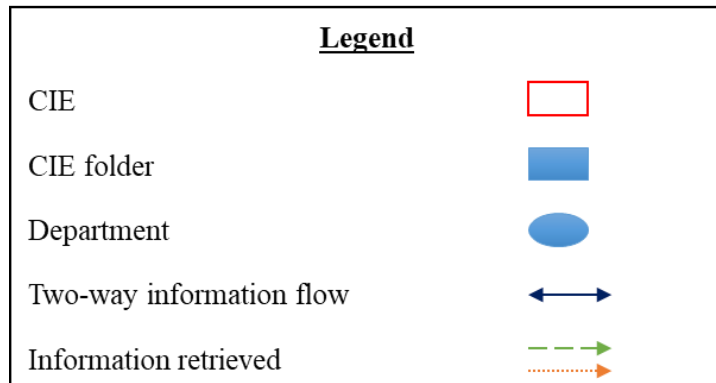 Legend
CIE
CIE folder
Department
Two-way information flow
Information retrieved